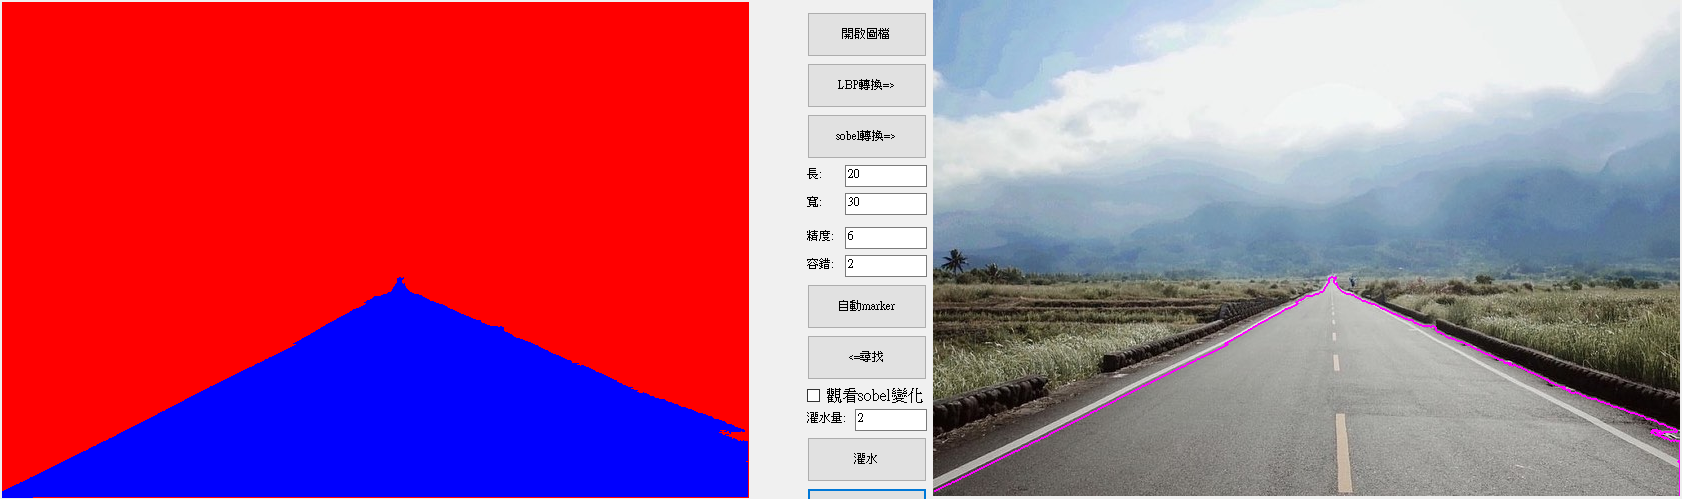 開啟圖檔
LBP轉換=>
sobel轉換=>
長: 20
寬: 30
精度: 6
容錯: 2
自動marker
<=尋找
觀看sobel變化
灌水量: 2
灌水